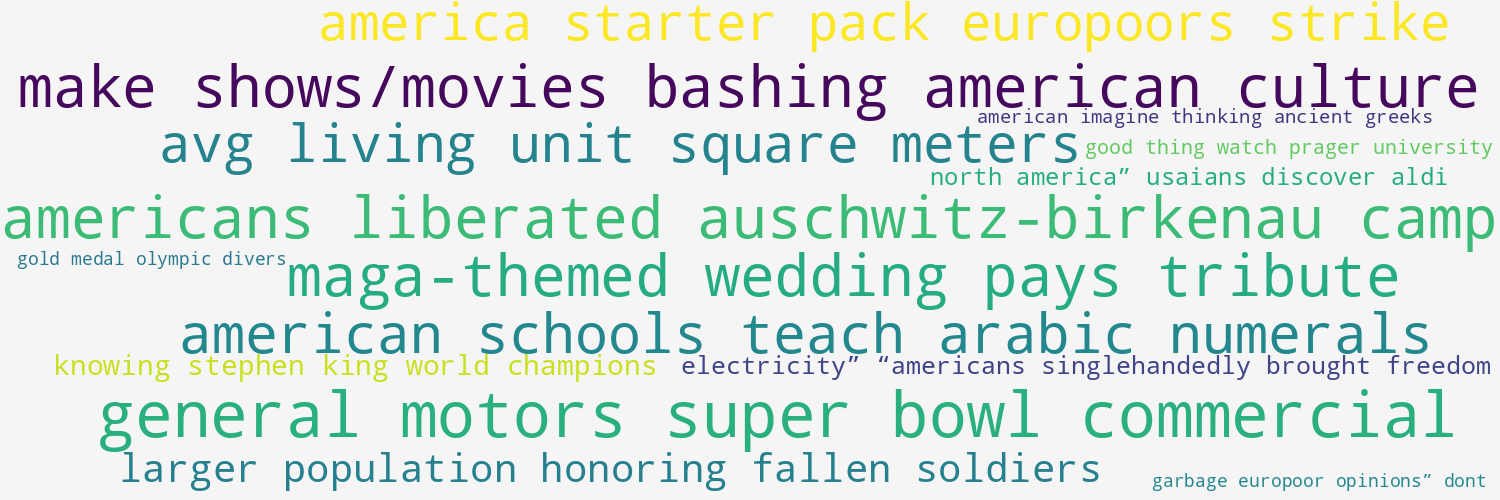 america starter pack europoors strike
make shows/movies bashing american culture
american imagine thinking ancient greeks
avg living unit square meters
good thing watch prager university
north america” usaians discover aldi
americans liberated auschwitz-birkenau camp
gold medal olympic divers
maga-themed wedding pays tribute
american schools teach arabic numerals
knowing stephen king world champions
electricity” “americans singlehandedly brought freedom
general motors super bowl commercial
larger population honoring fallen soldiers
garbage europoor opinions” dont